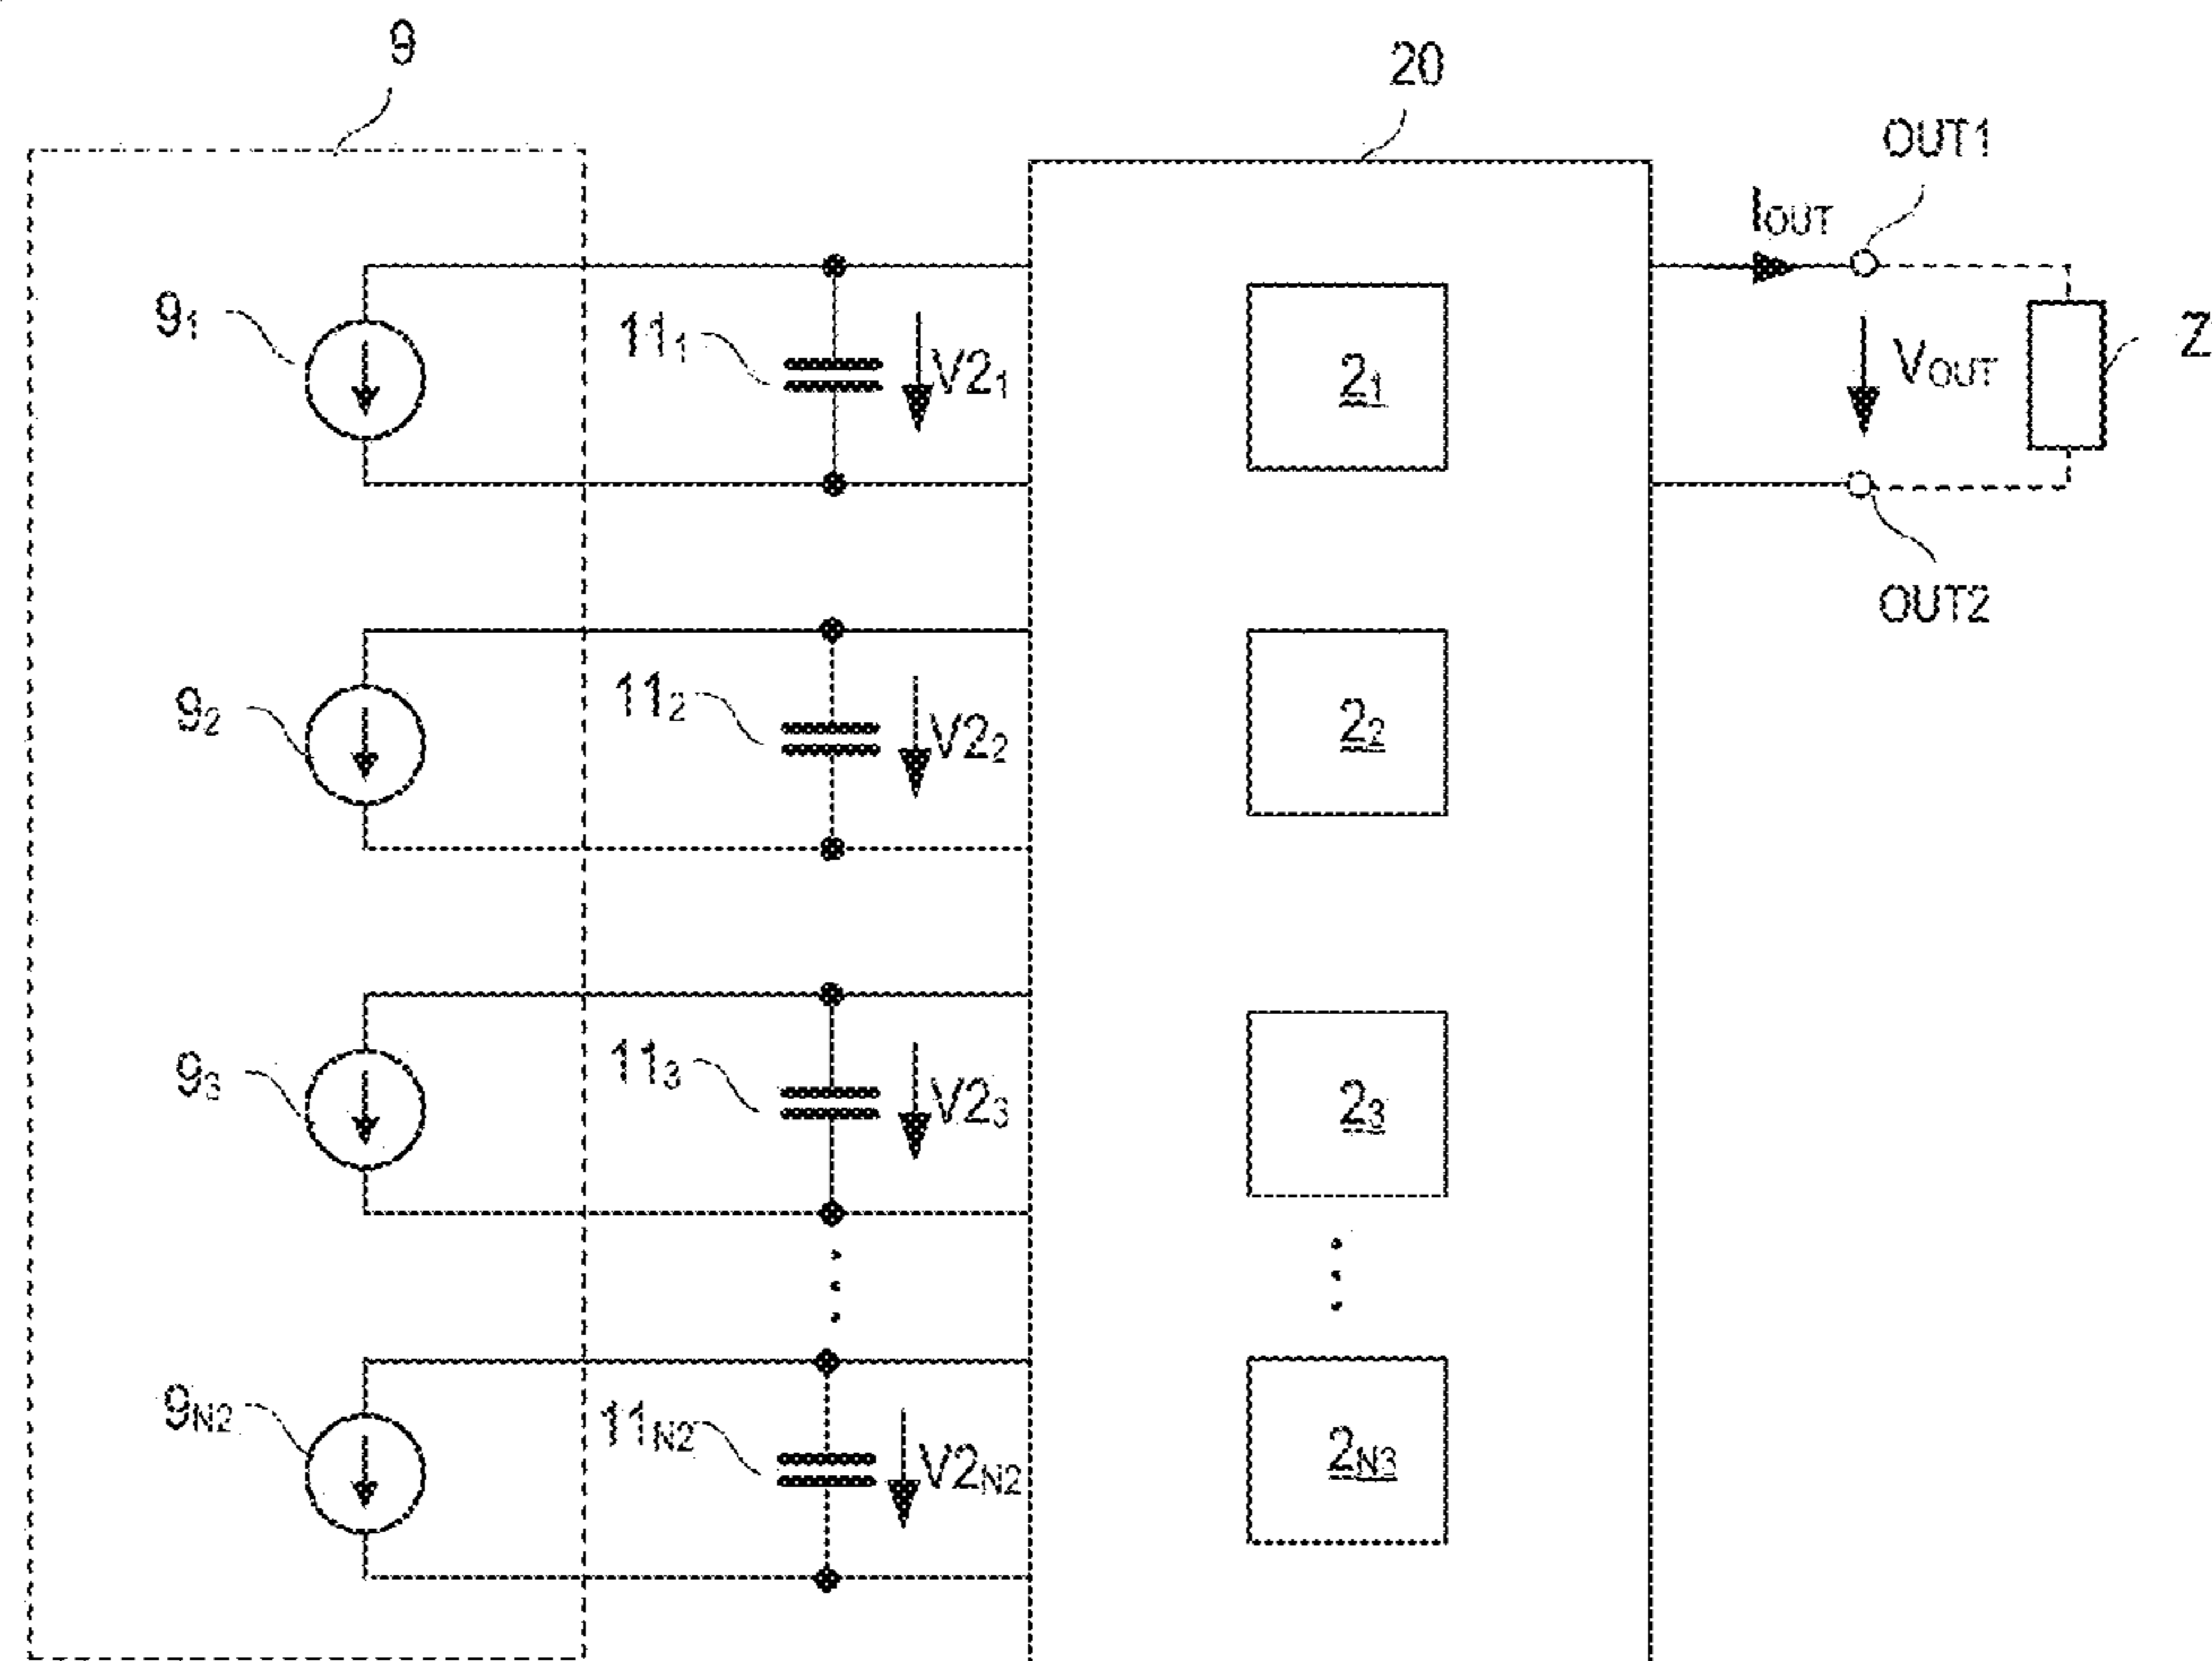 9
20
OUT1
IOUT
9₁
11₁
V2₁
2₁
VOUT
Z
OUT2
9₂
11₂
V2₂
2₂
9₃
11₃
V2₃
2₃
9N2
11N2
V2N2
2N3